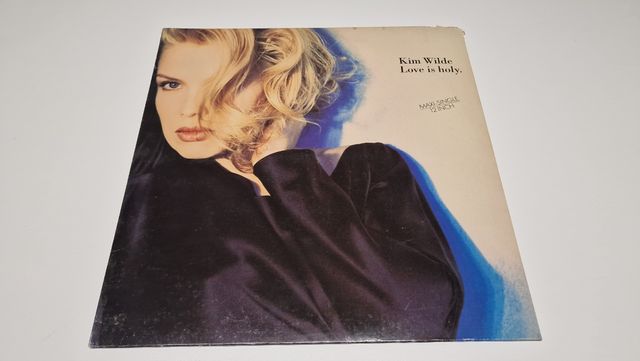 Kim Wilde
Love is holy.
MAXI SINGLE
12 INCH